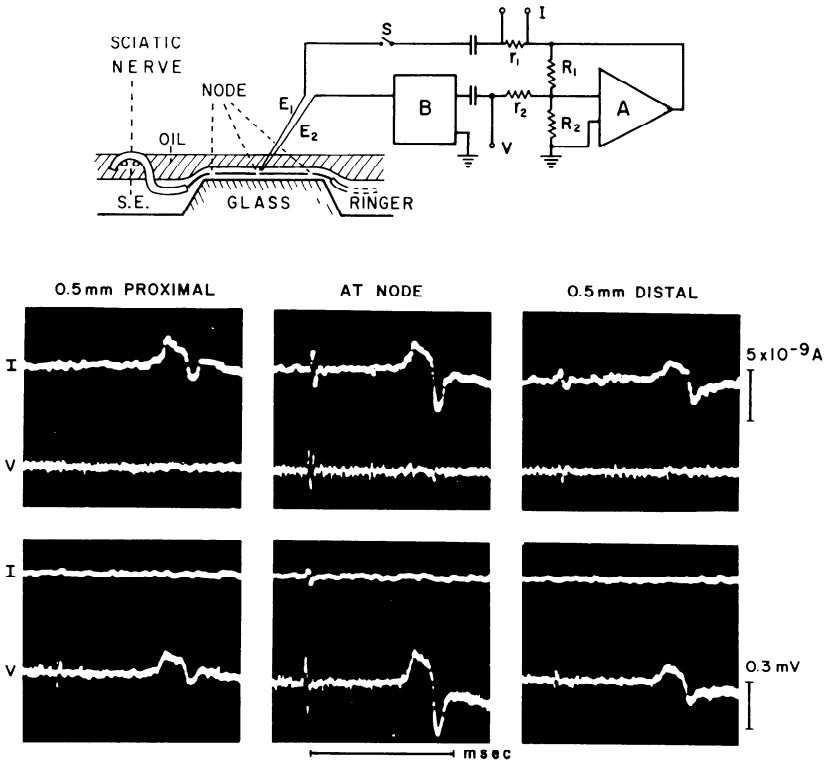 SCIATIC
NERVE
NODE
OIL
S.E.
GLASS
RINGER
E1
E2
S
I
r1
R1
B
r2
R2
A
V
0.5mm PROXIMAL
AT NODE
0.5mm DISTAL
I
V
5x10-9A
I
V
0.3 mV
msec